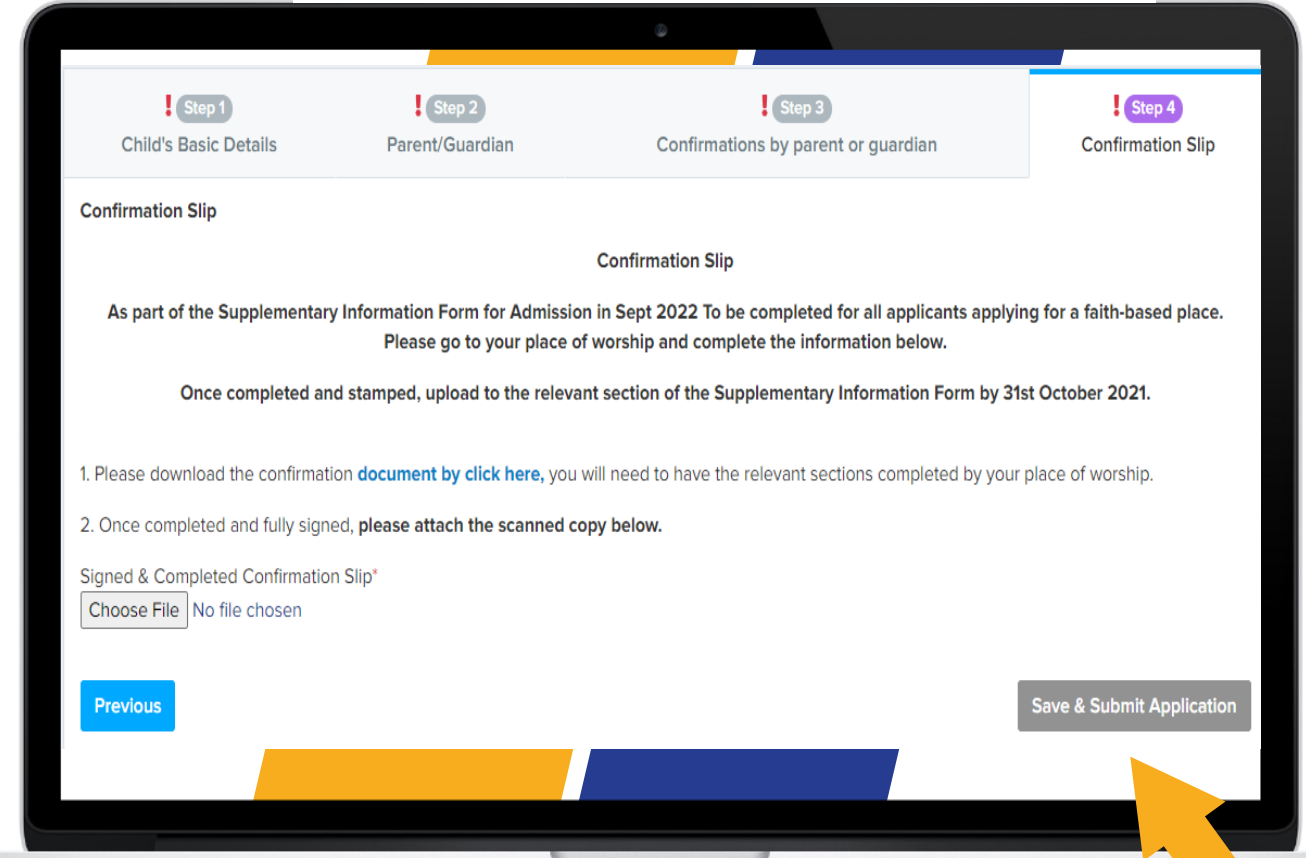 ! Step 1
Child's Basic Details
! Step 2
Parent/Guardian
! Step 3
Confirmations by parent or guardian
! Step 4
Confirmation Slip
Confirmation Slip
Confirmation Slip
As part of the Supplementary Information Form for Admission in Sept 2022 To be completed for all applicants applying for a faith-based place.
Please go to your place of worship and complete the information below.
Once completed and stamped, upload to the relevant section of the Supplementary Information Form by 31st October 2021.
1. Please download the confirmation document by click here, you will need to have the relevant sections completed by your place of worship.
2. Once completed and fully signed, please attach the scanned copy below.
Signed & Completed Confirmation Slip*
Choose File No file chosen
Previous
Save & Submit Application